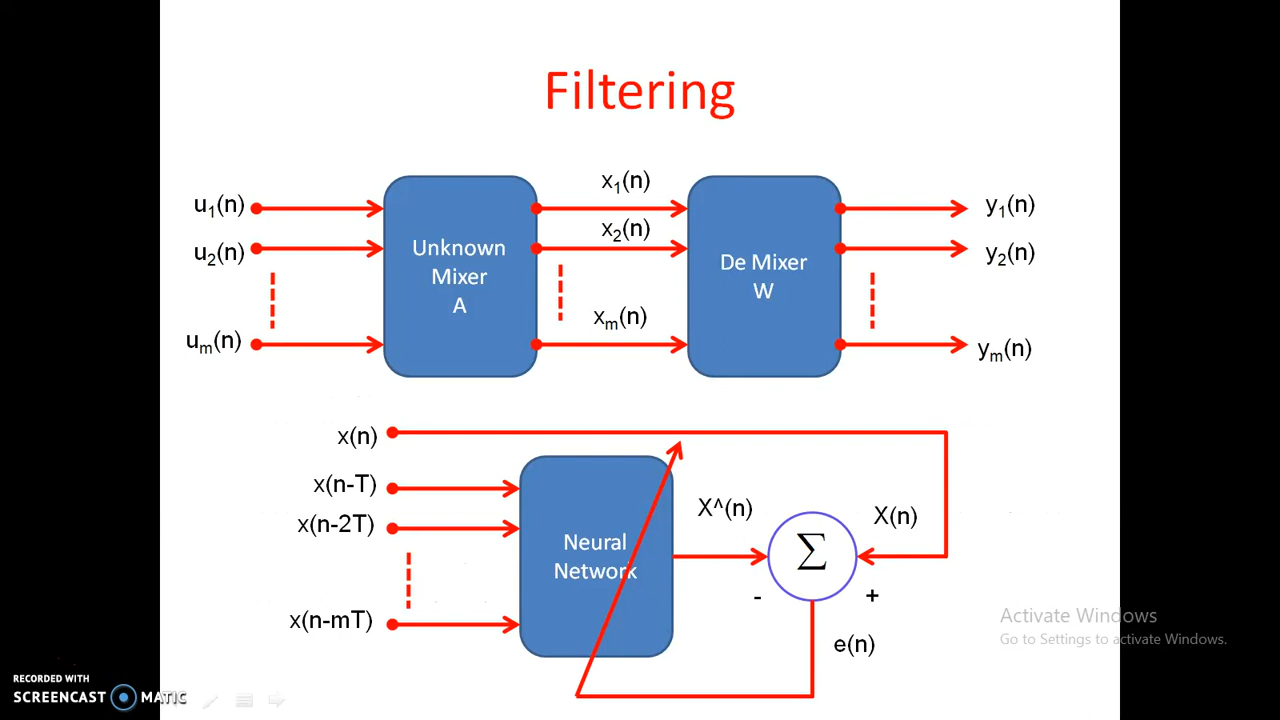 Filtering
u1(n)
u2(n)
um(n)
Unknown
Mixer
A
x1(n)
x2(n)
xm(n)
De Mixer
W
y1(n)
y2(n)
ym(n)
x(n)
x(n-T)
x(n-2T)
x(n-mT)
Neural
Network
X^(n)
X(n)
Σ
-
+
e(n)
Activate Windows
Go to Settings to activate Windows.
RECORDED WITH
SCREENCAST MATIC